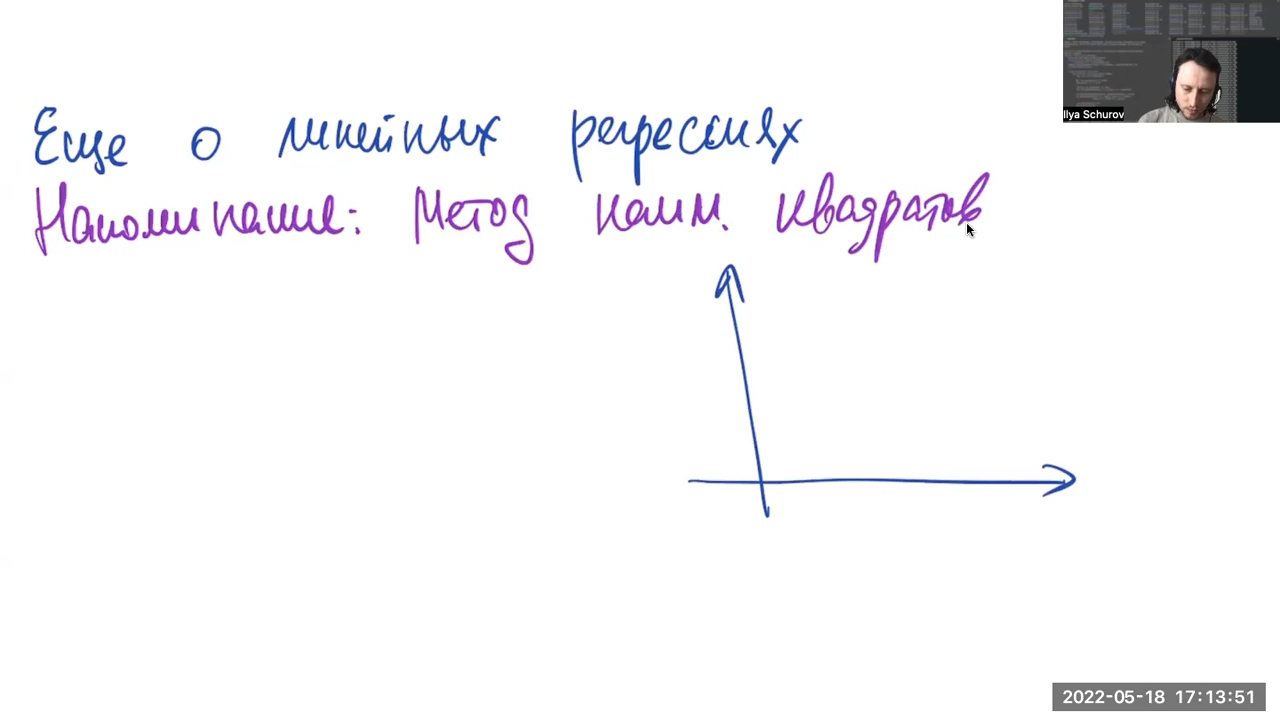 Еще о линейных регрессиях
Напоминание: Метод наим. квадратов
Ilya Schurov
2022-05-18 17:13:51